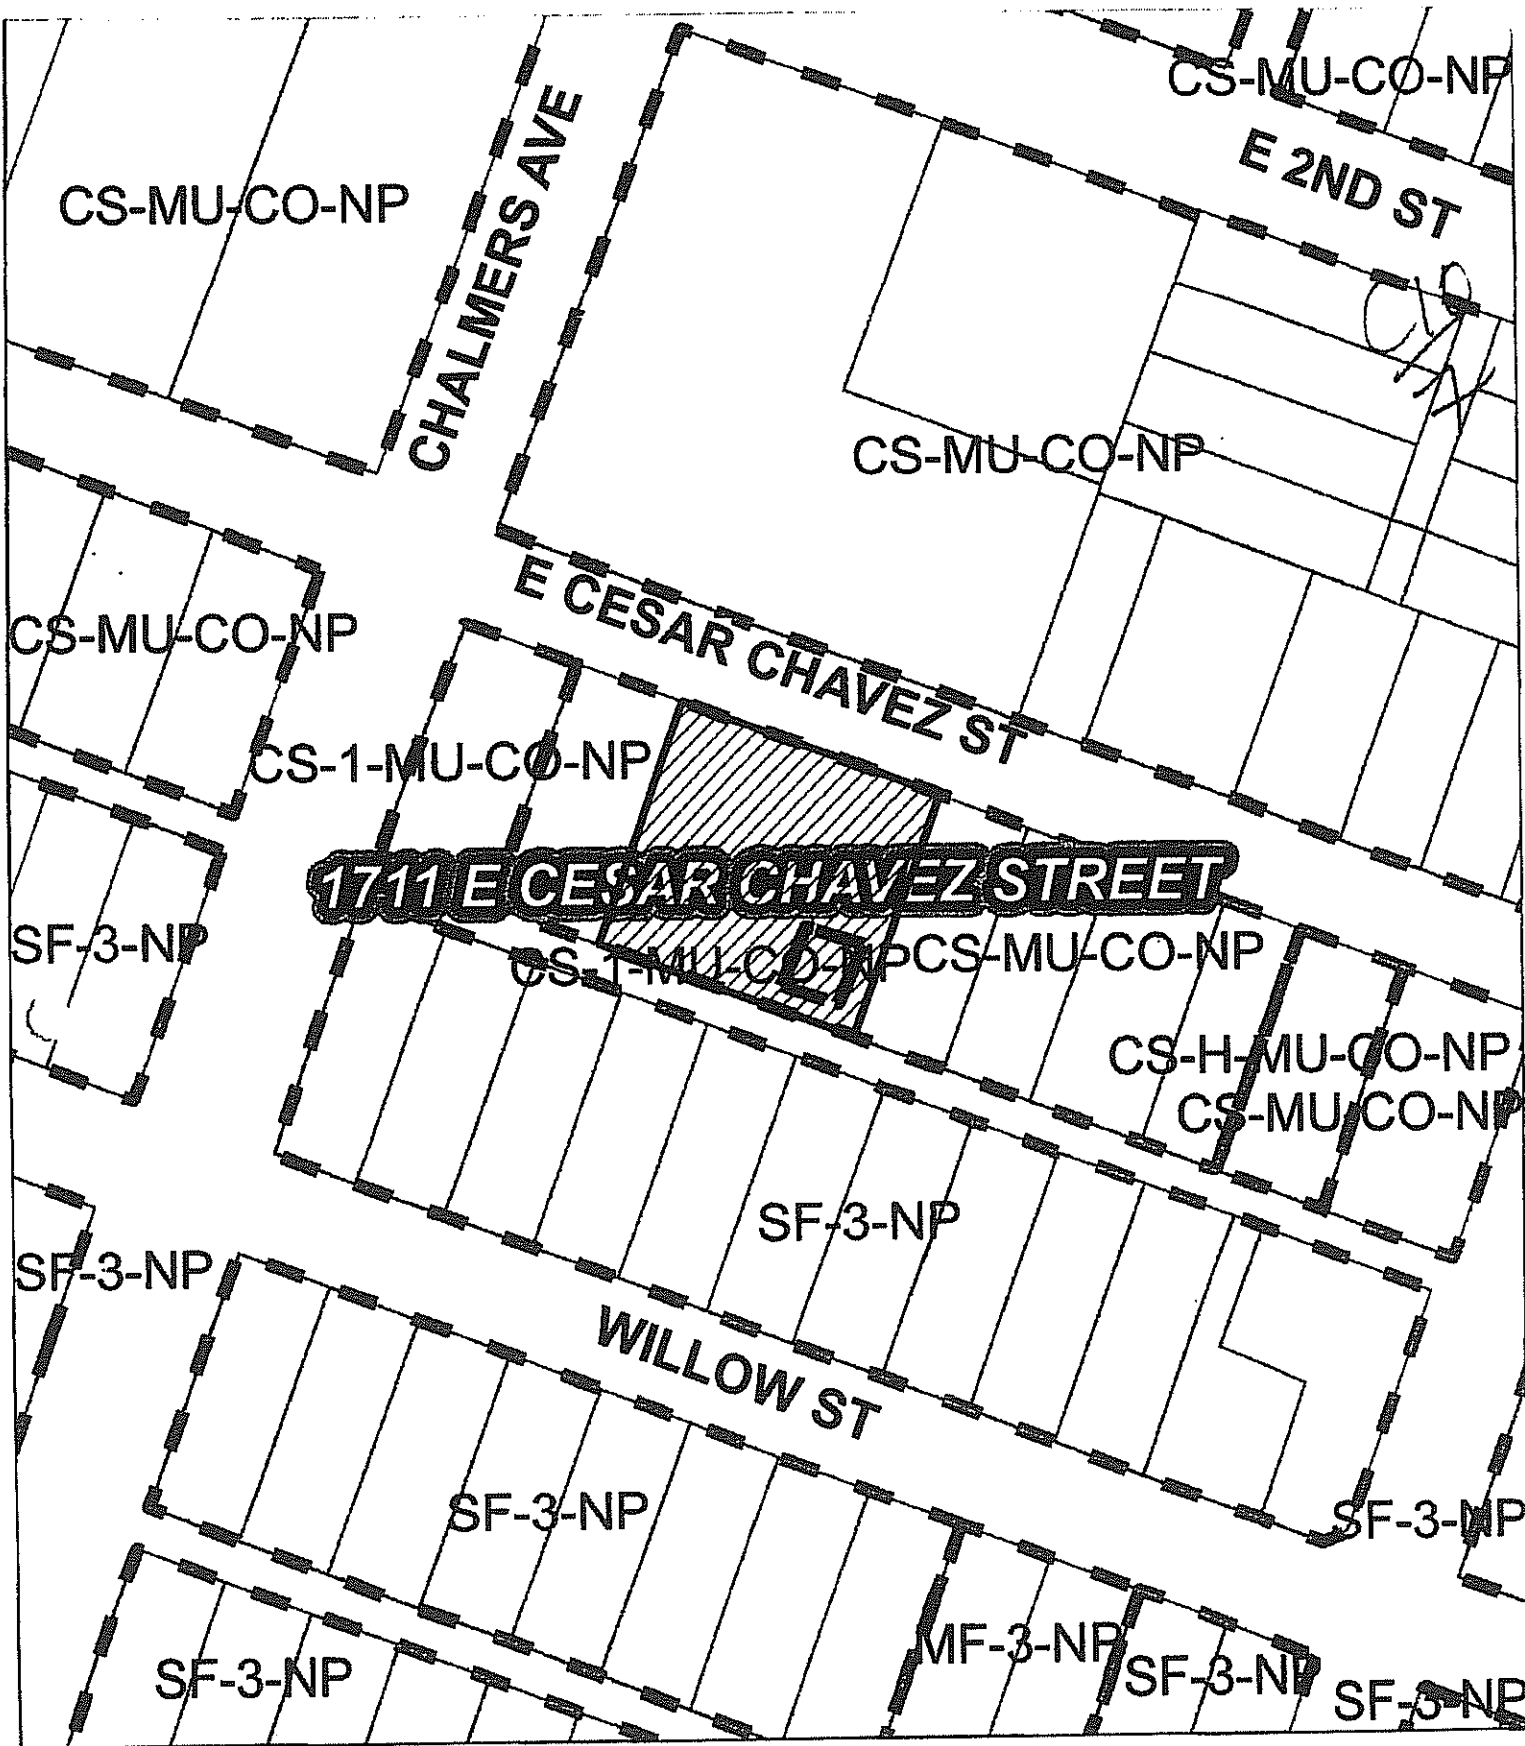 CS-MU-CO-NP
E 2ND ST
CS-MU-CO-NP
CHALMERS AVE
CS-MU-CO-NP
E CESAR CHAVEZ ST
CS-MU-CO-NP
CS-1-MU-CO-NP
1711 E CESAR CHAVEZ STREET
SF-3-NP
CS-1-MU-CO-NP
CS-MU-CO-NP
CS-H-MU-CO-NP
CS-MU-CO-NP
SF-3-NP
SF-3-NP
WILLOW ST
SF-3-NP
SF-3-NP
MF-3-NP
SF-3-NP
SF-3-NP
SF-3-NP